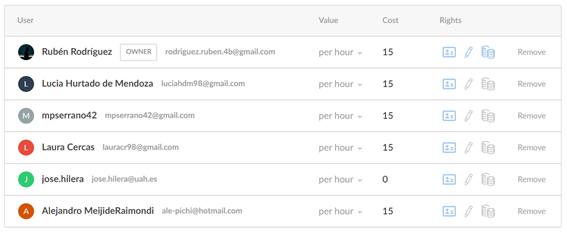 User Value Cost Rights
Rubén Rodríguez OWNER rodriguez.ruben.4b@gmail.com per hour 15 Remove
L Lucia Hurtado de Mendoza luciahdm98@gmail.com per hour 15 Remove
M mpserrano42 mpserrano42@gmail.com per hour 15 Remove
L Laura Cercas lauracr98@gmail.com per hour 15 Remove
J jose.hilera jose.hilera@uah.es per hour 0 Remove
A Alejandro MeijideRaimondi ale-pichi@hotmail.com per hour 15 Remove